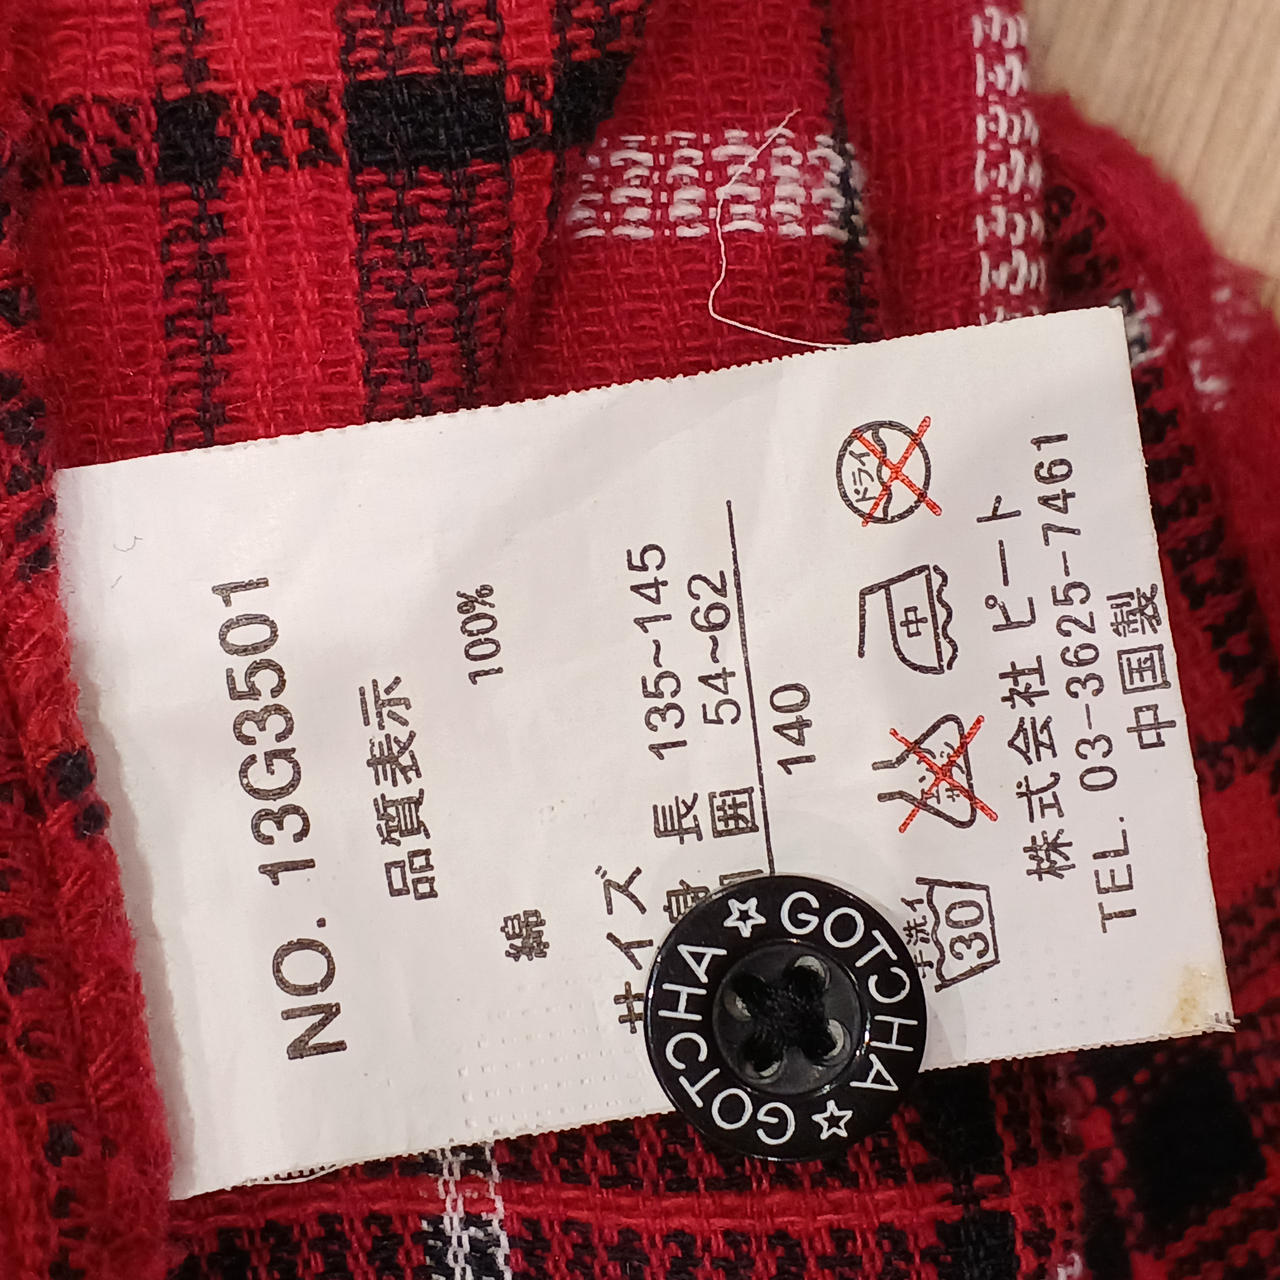 NO. 13G3501
品質表示
綿 100%
サイズ
身長 135~145
囲 54~62
140
手洗イ
30
中
ドライ
株式会社 ピート
TEL. 03-3625-7461
中国製
GOTCHA
GOTCHA